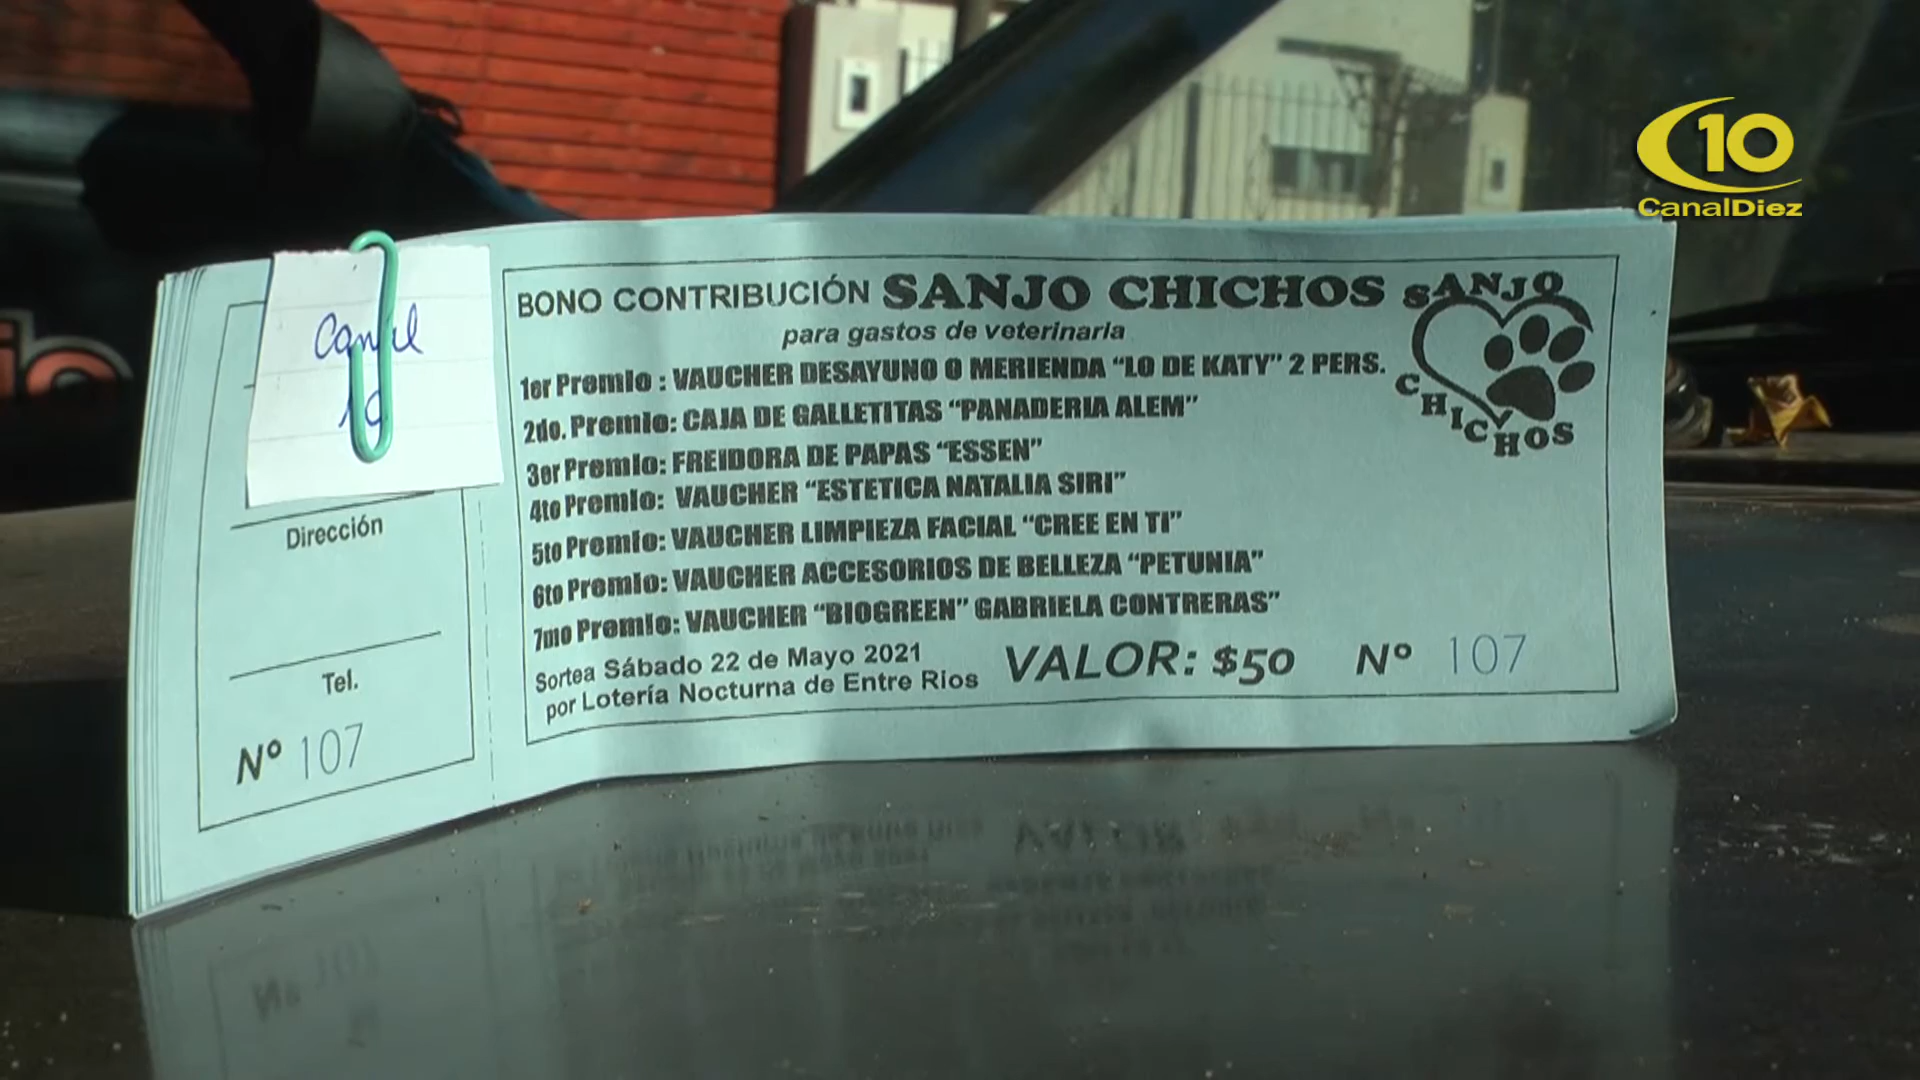 10
CanalDiez
Canal
10
Dirección
Tel.
Nº 107
BONO CONTRIBUCIÓN SANJO CHICHOS
para gastos de veterinaria
1er Premio : VAUCHER DESAYUNO O MERIENDA “LO DE KATY” 2 PERS.
2do. Premio: CAJA DE GALLETITAS “PANADERIA ALEM”
3er Premio: FREIDORA DE PAPAS “ESSEN”
4to Premio: VAUCHER “ESTETICA NATALIA SIRI”
5to Premio: VAUCHER LIMPIEZA FACIAL “CREE EN TI”
6to Premio: VAUCHER ACCESORIOS DE BELLEZA “PETUNIA”
7mo Premio: VAUCHER “BIOGREEN” GABRIELA CONTRERAS”
Sortea Sábado 22 de Mayo 2021
por Lotería Nocturna de Entre Rios
VALOR: $50 Nº 107
SANJO
CHICHOS